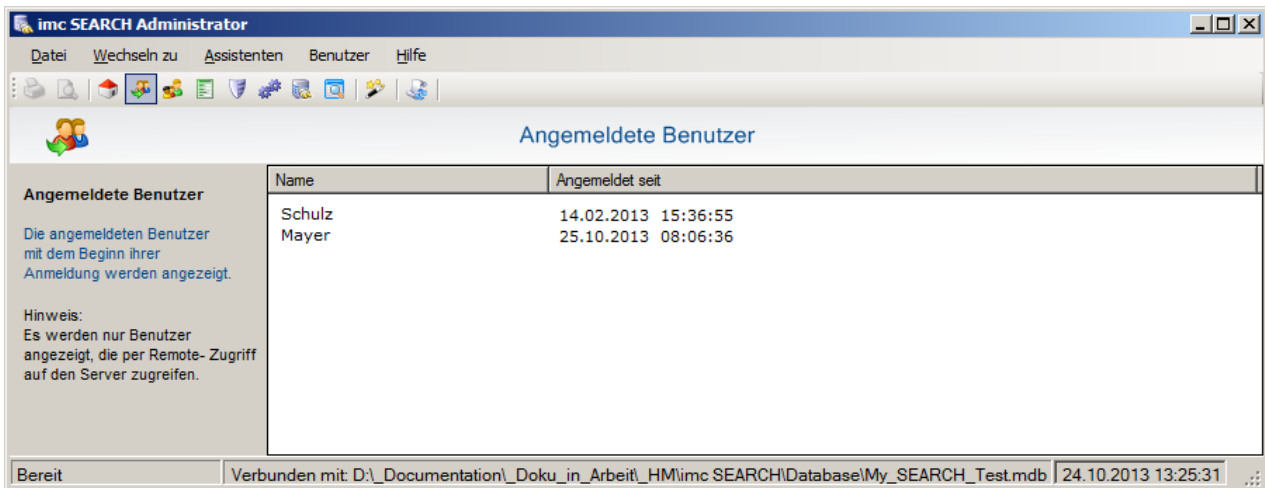 imc SEARCH Administrator
Datei Wechseln zu Assistenten Benutzer Hilfe
Angemeldete Benutzer
Angemeldete Benutzer
Die angemeldeten Benutzer
mit dem Beginn ihrer
Anmeldung werden angezeigt.
Hinweis:
Es werden nur Benutzer
angezeigt, die per Remote- Zugriff
auf den Server zugreifen.
Name Angemeldet seit
Schulz 14.02.2013 15:36:55
Mayer 25.10.2013 08:06:36
Bereit Verbunden mit: D:\_Documentation\_Doku_in_Arbeit\_HM\imc SEARCH\Database\My_SEARCH_Test.mdb 24.10.2013 13:25:31